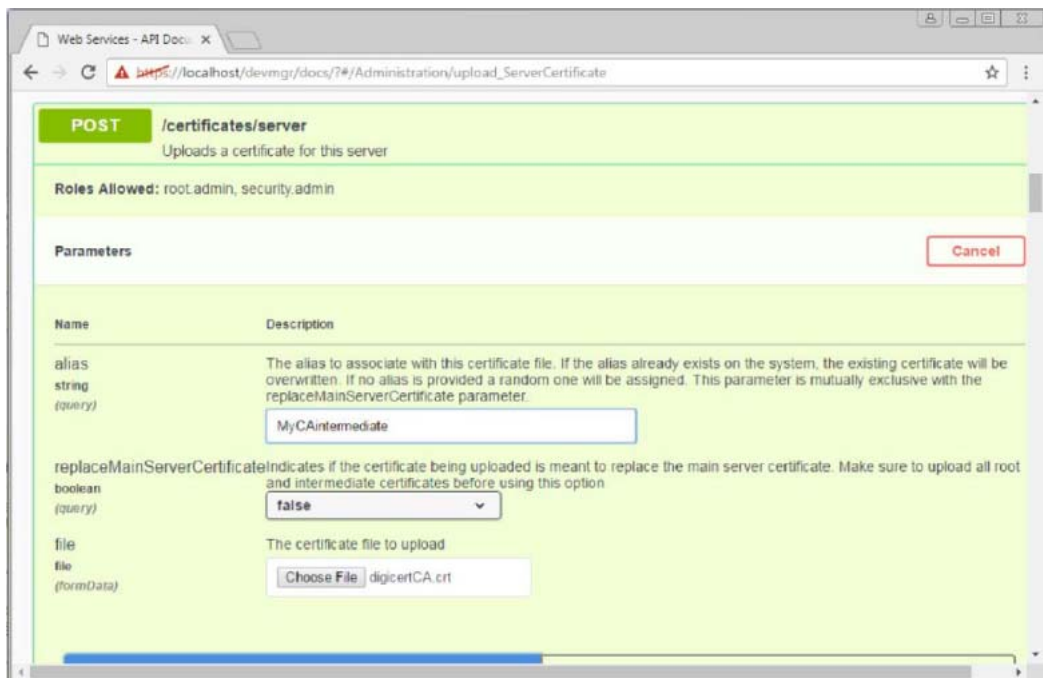 Web Services - API Docu
https://localhost/devmgr/docs/?#/Administration/upload_ServerCertificate
POST /certificates/server
Uploads a certificate for this server
Roles Allowed: root.admin, security.admin
Parameters
Cancel
Name Description
alias
string
(query)
The alias to associate with this certificate file. If the alias already exists on the system, the existing certificate will be
overwritten. If no alias is provided a random one will be assigned. This parameter is mutually exclusive with the
replaceMainServerCertificate parameter.
MyCAintermediate
replaceMainServerCertificate
boolean
(query)
Indicates if the certificate being uploaded is meant to replace the main server certificate. Make sure to upload all root
and intermediate certificates before using this option
false
file
file
(formData)
The certificate file to upload
Choose File digicertCA.crt